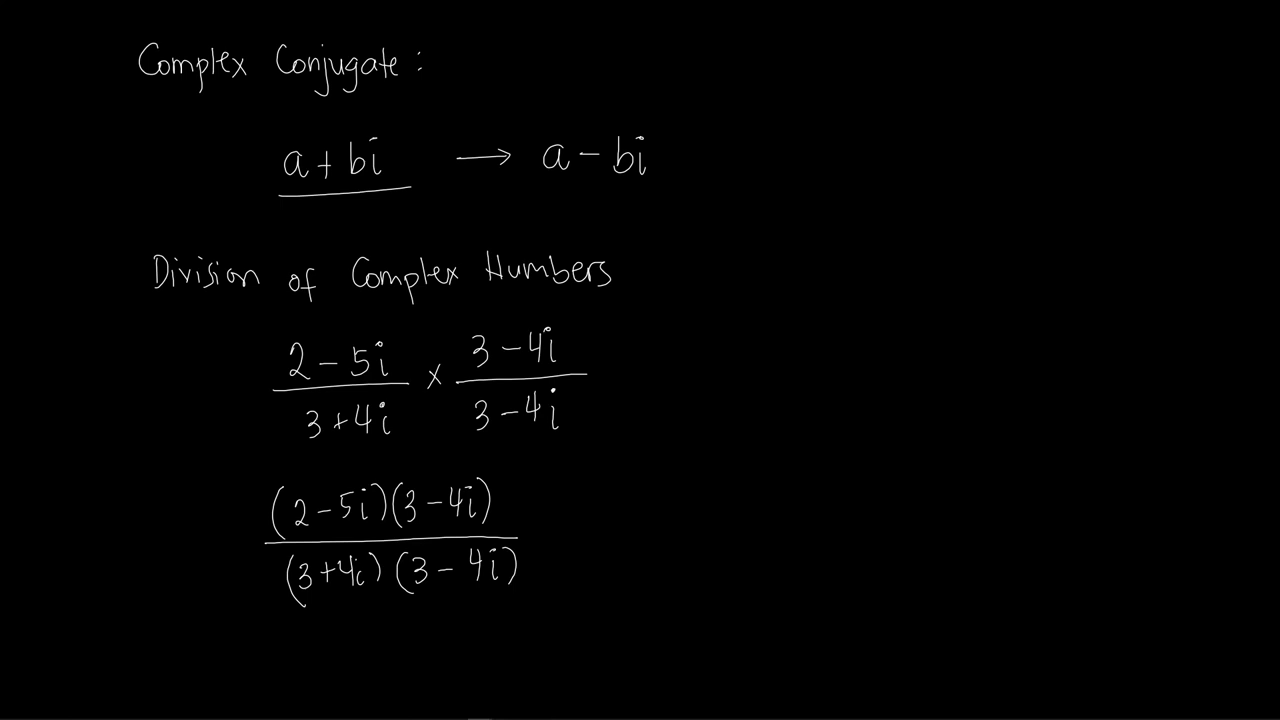 Complex Conjugate:
a + bi → a - bi
Division of Complex Numbers
2 - 5i × 3 - 4i
3 + 4i 3 - 4i
(2 - 5i)(3 - 4i)
(3 + 4i)(3 - 4i)